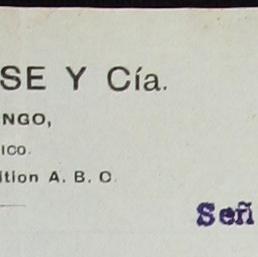 SE Y Cía.
NGO,
ICO.
ition A. B. C.
Señ